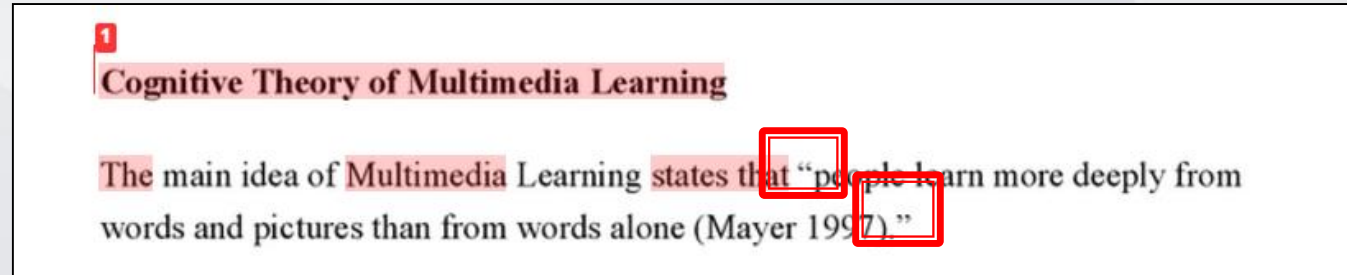 1
Cognitive Theory of Multimedia Learning
The main idea of Multimedia Learning states that “people learn more deeply from
words and pictures than from words alone (Mayer 1997).”